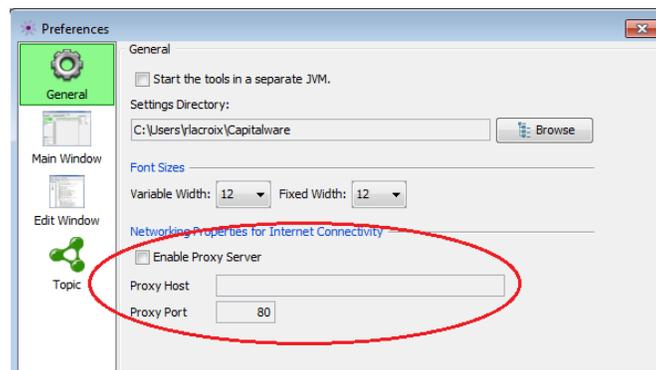 Preferences
General
General
Start the tools in a separate JVM.
Settings Directory:
C:\Users\rlacroix\Capitalware
Browse
Main Window
Font Sizes
Variable Width: 12 Fixed Width: 12
Edit Window
Networking Properties for Internet Connectivity
Enable Proxy Server
Topic
Proxy Host
Proxy Port 80